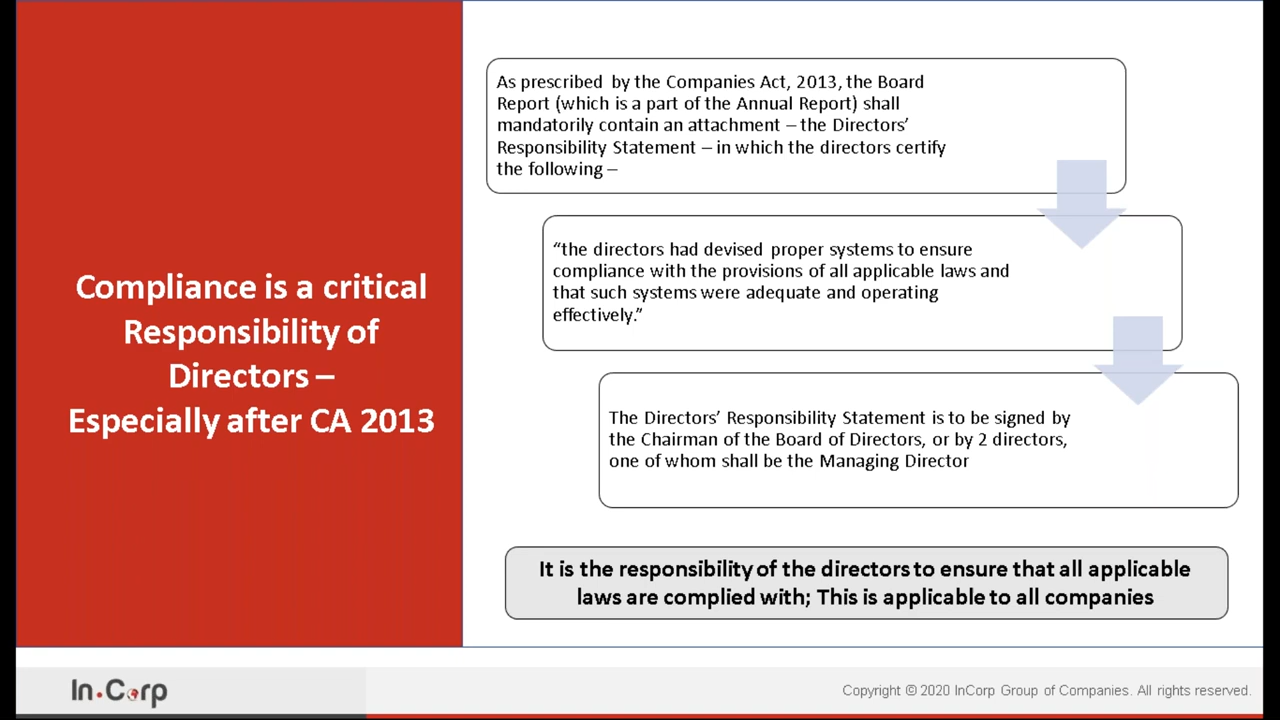 Compliance is a critical
Responsibility of
Directors –
Especially after CA 2013
As prescribed by the Companies Act, 2013, the Board
Report (which is a part of the Annual Report) shall
mandatorily contain an attachment – the Directors’
Responsibility Statement – in which the directors certify
the following –
“the directors had devised proper systems to ensure
compliance with the provisions of all applicable laws and
that such systems were adequate and operating
effectively.”
The Directors’ Responsibility Statement is to be signed by
the Chairman of the Board of Directors, or by 2 directors,
one of whom shall be the Managing Director
It is the responsibility of the directors to ensure that all applicable
laws are complied with; This is applicable to all companies
In.Corp
Copyright © 2020 InCorp Group of Companies. All rights reserved.